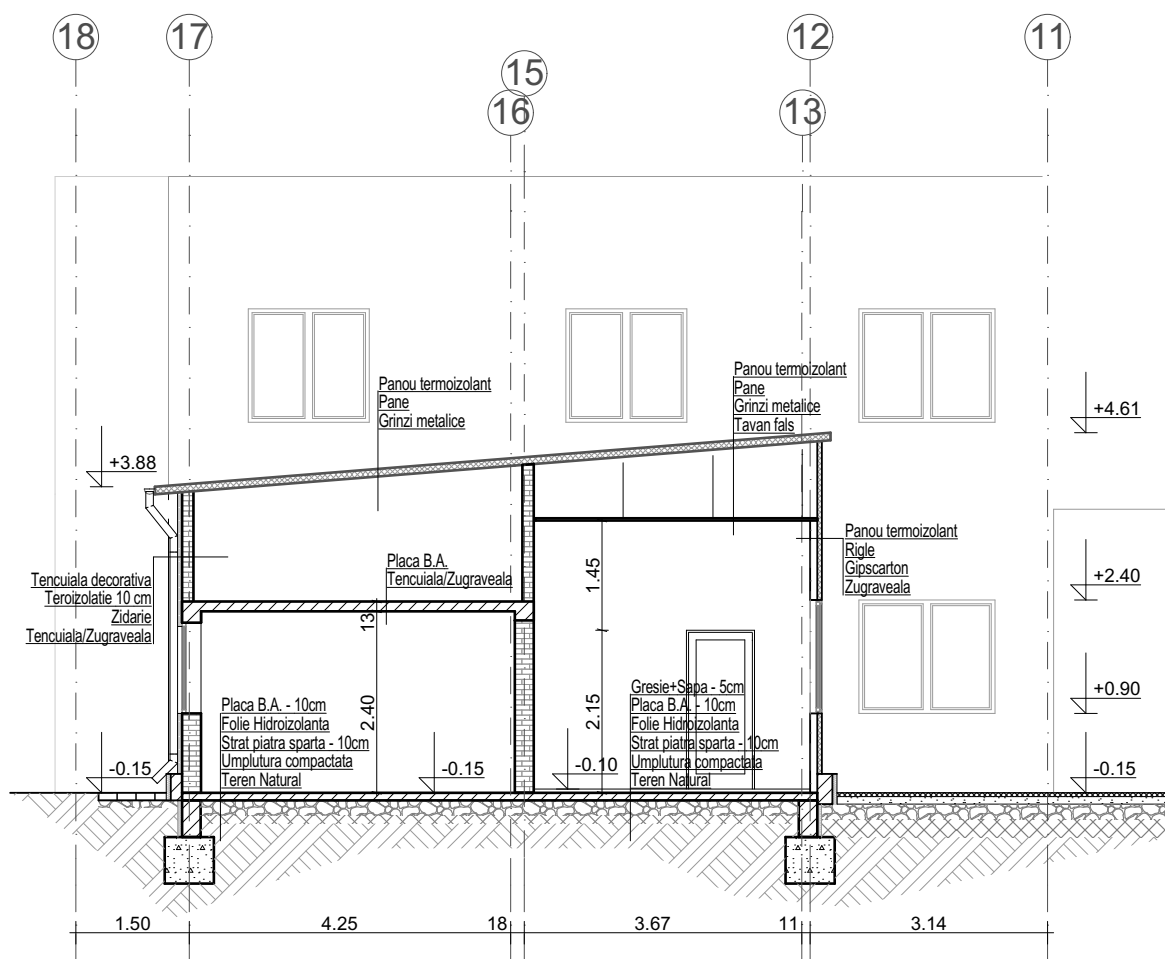 18
17
15
16
12
13
11
Panou termoizolant
Pane
Grinzi metalice
Panou termoizolant
Pane
Grinzi metalice
Tavan fals
+4.61
+3.88
Tencuiala decorativa
Teroizolatie 10 cm
Zidarie
Tencuiala/Zugraveala
Placa B.A.
Tencuiala/Zugraveala
1.45
Panou termoizolant
Rigle
Gipscarton
Zugraveala
+2.40
13
2.40
2.15
+0.90
Placa B.A. - 10cm
Folie Hidroizolanta
Strat piatra sparta - 10cm
Umplutura compactata
Teren Natural
Gresie+Sapa - 5cm
Placa B.A. - 10cm
Folie Hidroizolanta
Strat piatra sparta - 10cm
Umplutura compactata
Teren Natural
-0.15
-0.15
-0.10
-0.15
1.50
4.25
18
3.67
11
3.14